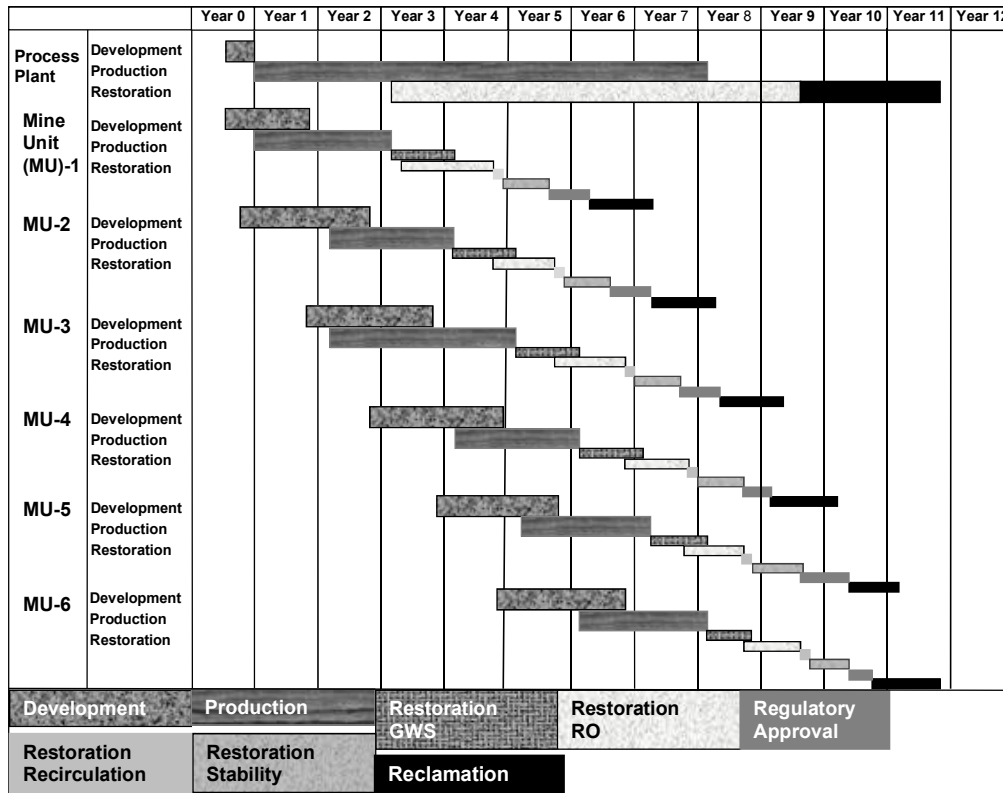 Year 0 Year 1 Year 2 Year 3 Year 4 Year 5 Year 6 Year 7 Year 8 Year 9 Year 10 Year 11 Year 12
Process
Plant
Development
Production
Restoration
Mine
Unit
(MU)-1
Development
Production
Restoration
MU-2
Development
Production
Restoration
MU-3
Development
Production
Restoration
MU-4
Development
Production
Restoration
MU-5
Development
Production
Restoration
MU-6
Development
Production
Restoration
Development
Production
Restoration
GWS
Restoration
RO
Regulatory
Approval
Restoration
Recirculation
Restoration
Stability
Reclamation